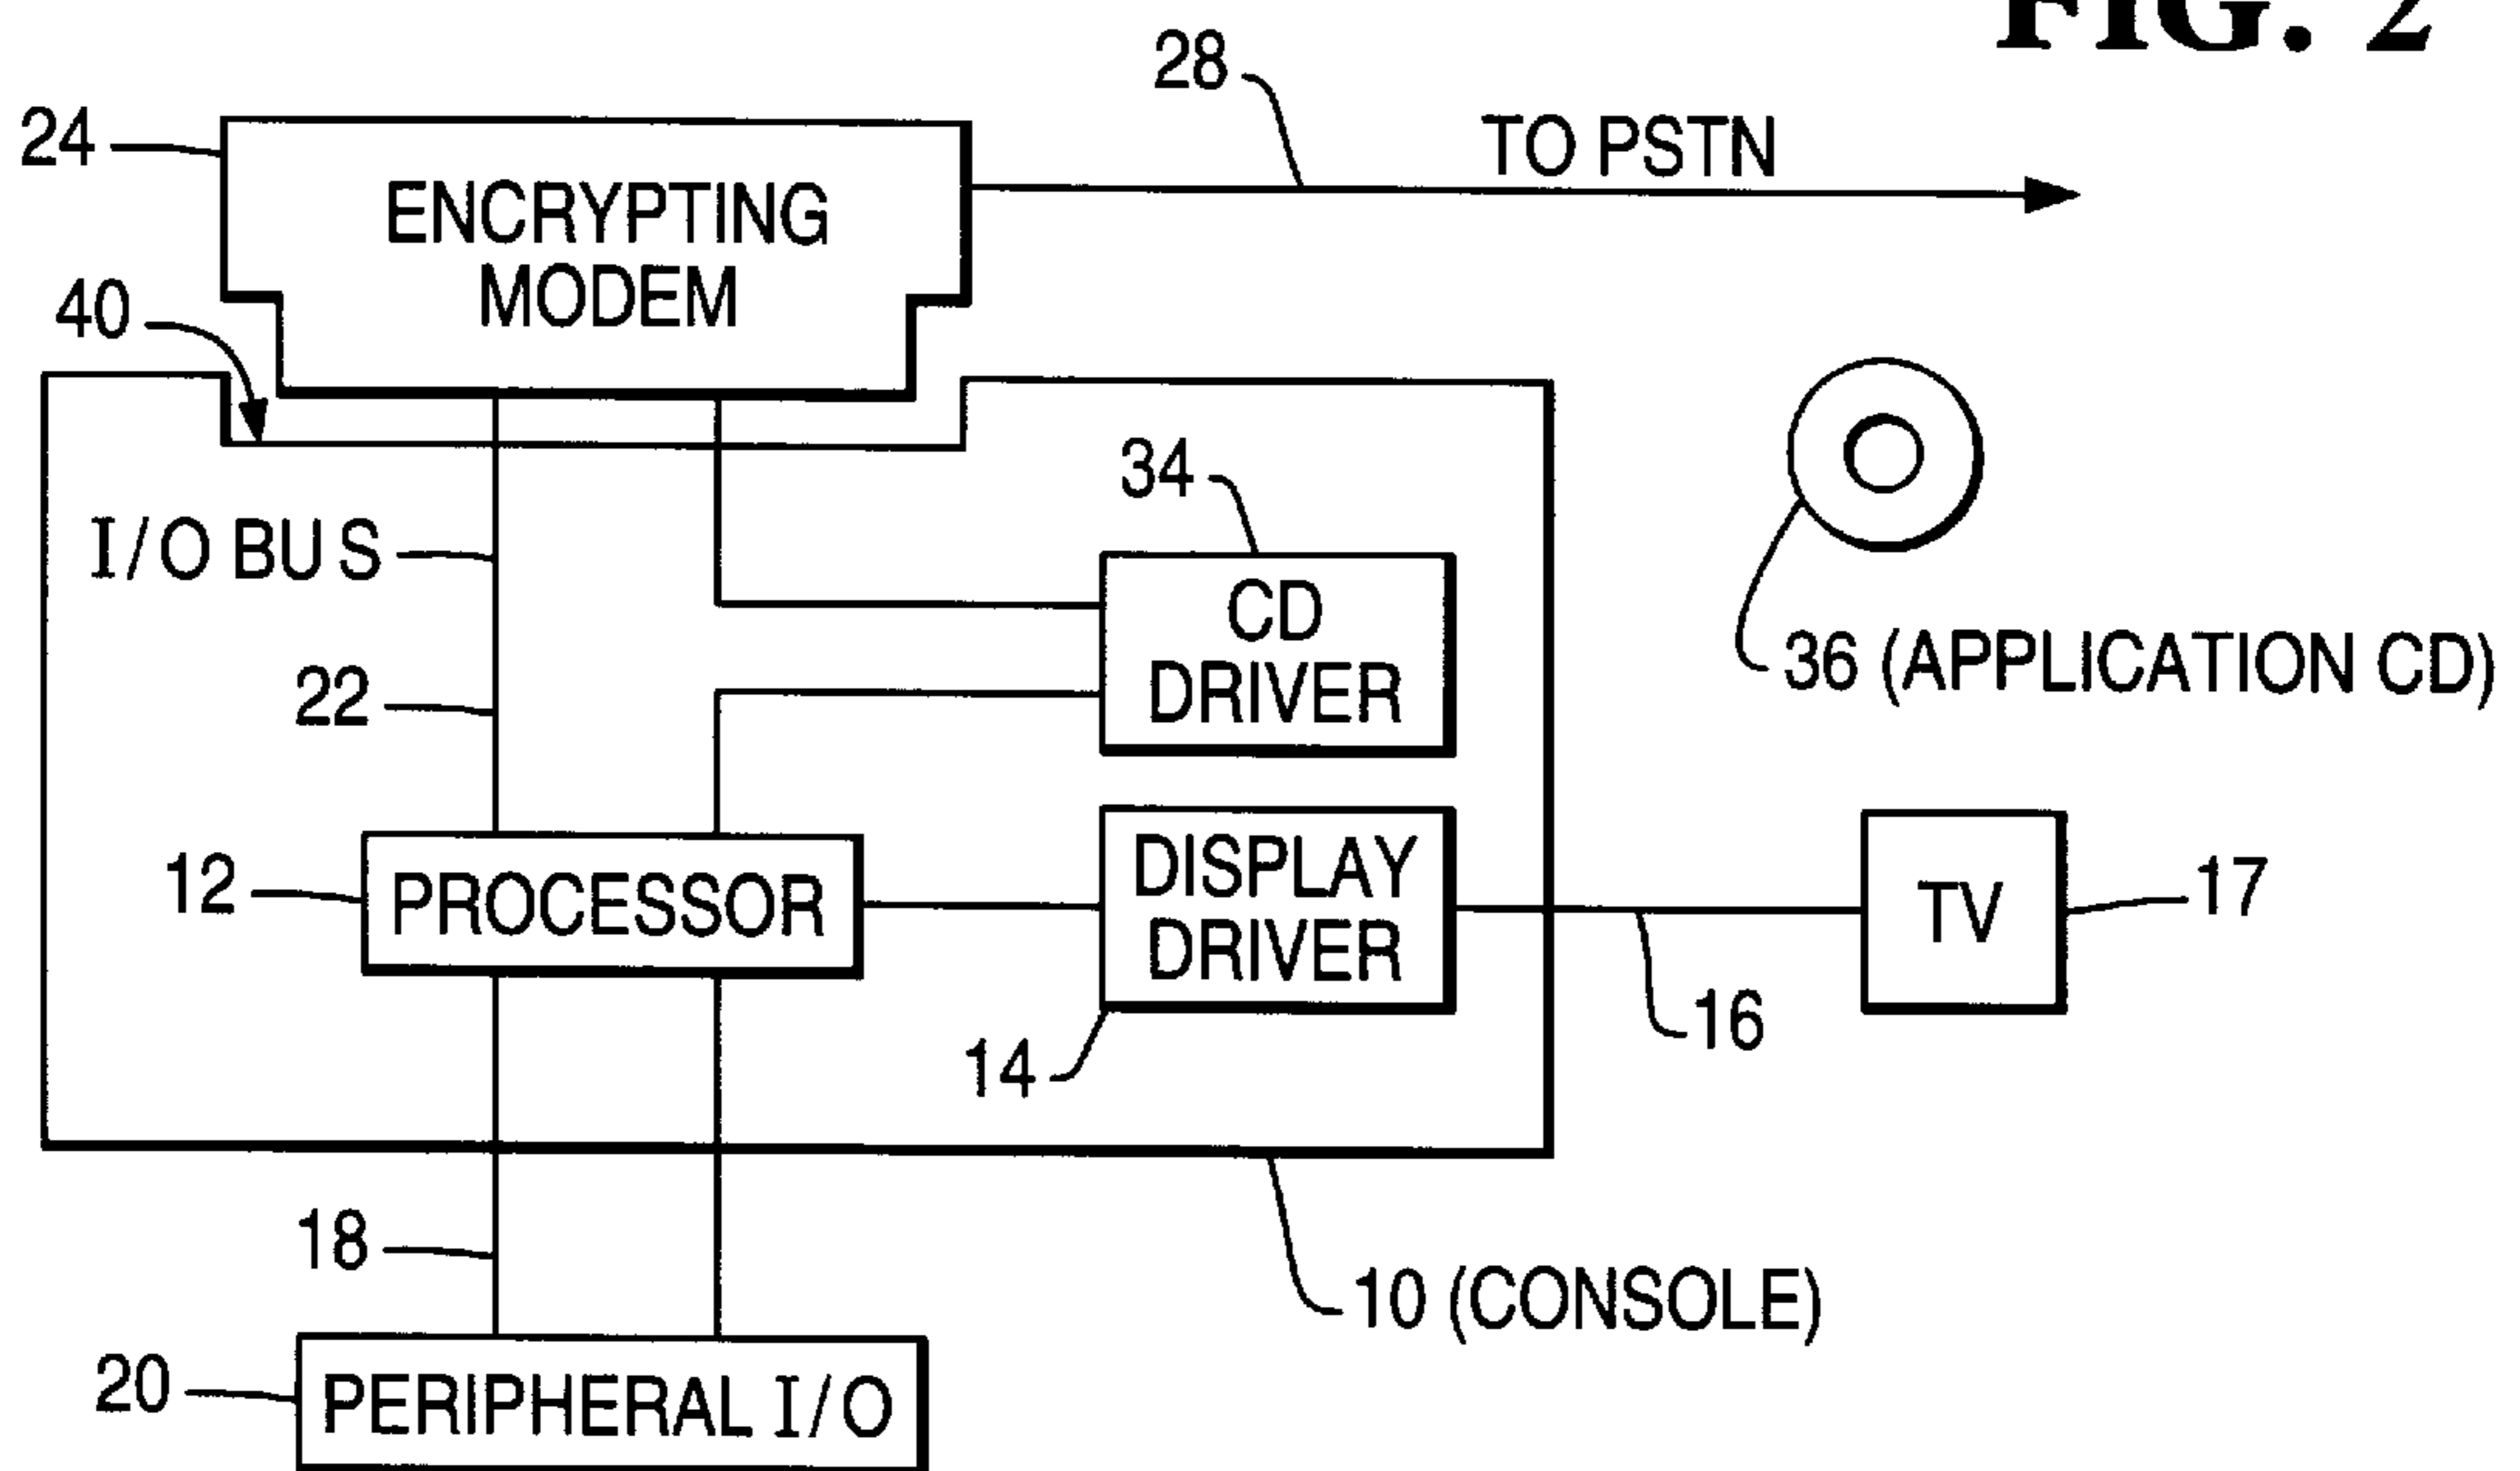 FIG. 2
28
24
TO PSTN
ENCRYPTING
MODEM
40
34
I/O BUS
CD
DRIVER
36 (APPLICATION CD)
22
12
PROCESSOR
DISPLAY
DRIVER
TV
17
16
14
18
10 (CONSOLE)
20
PERIPHERAL I/O